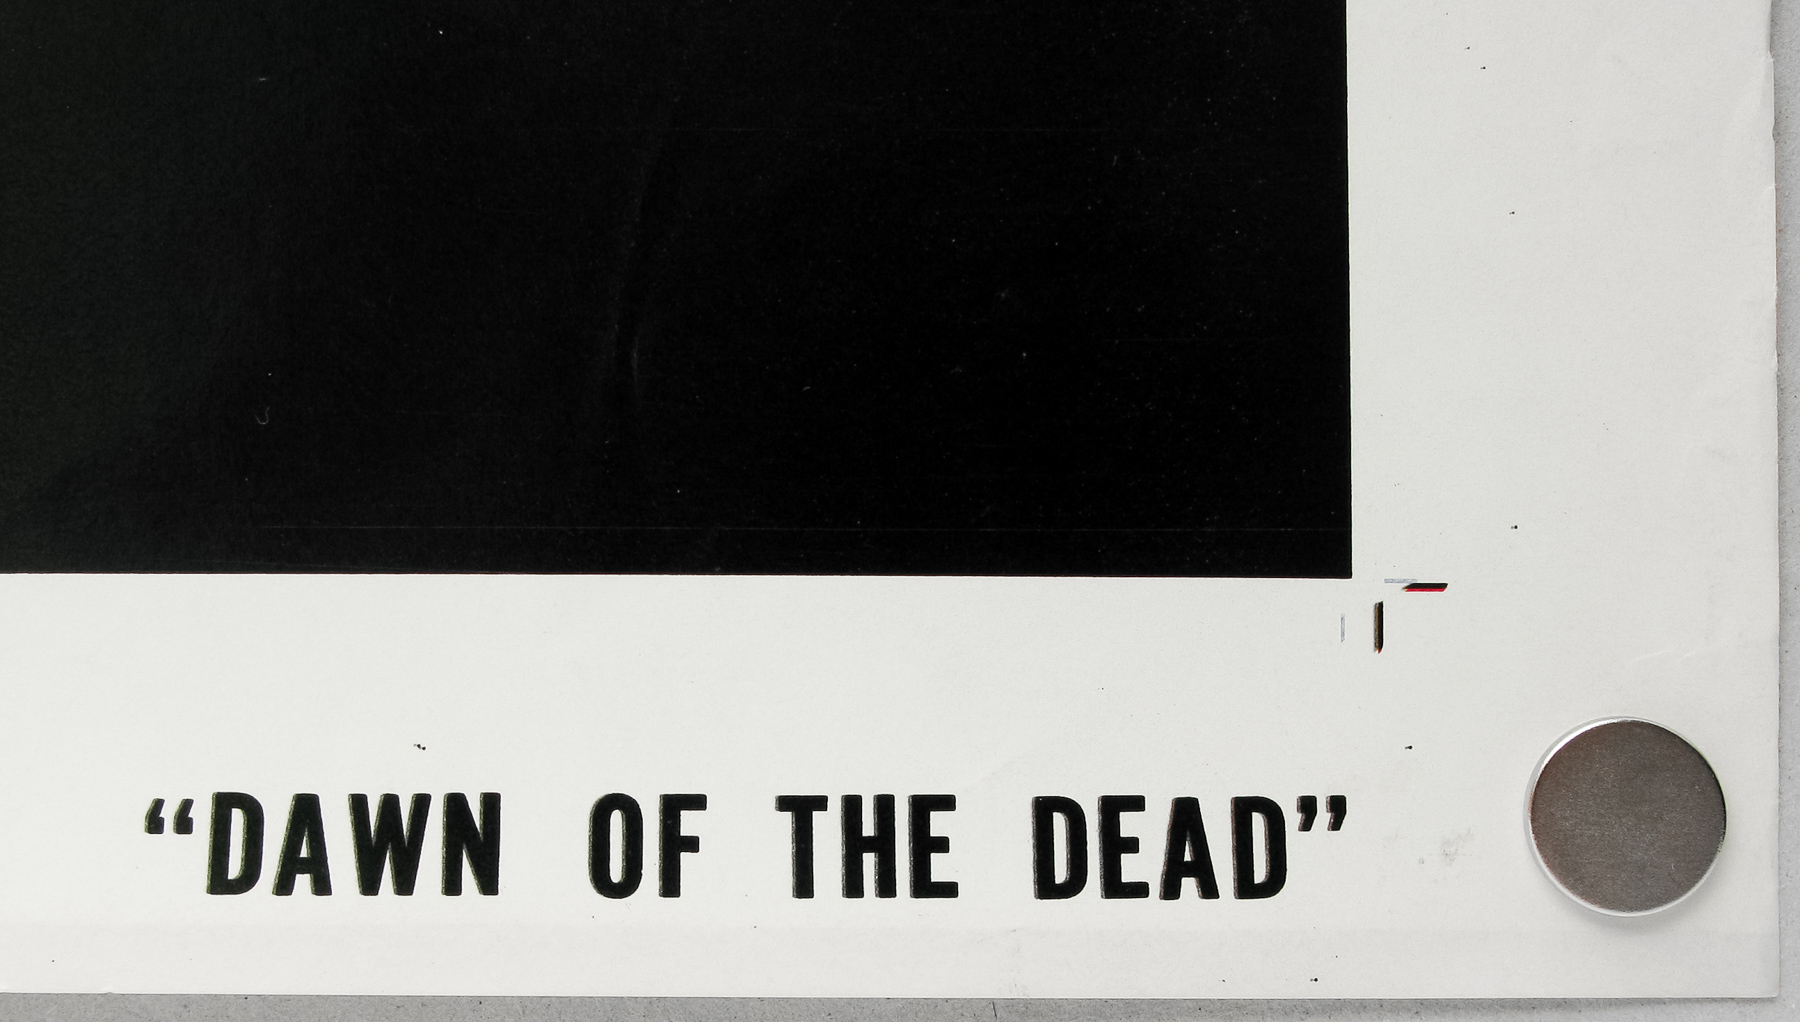 “DAWN OF THE DEAD”